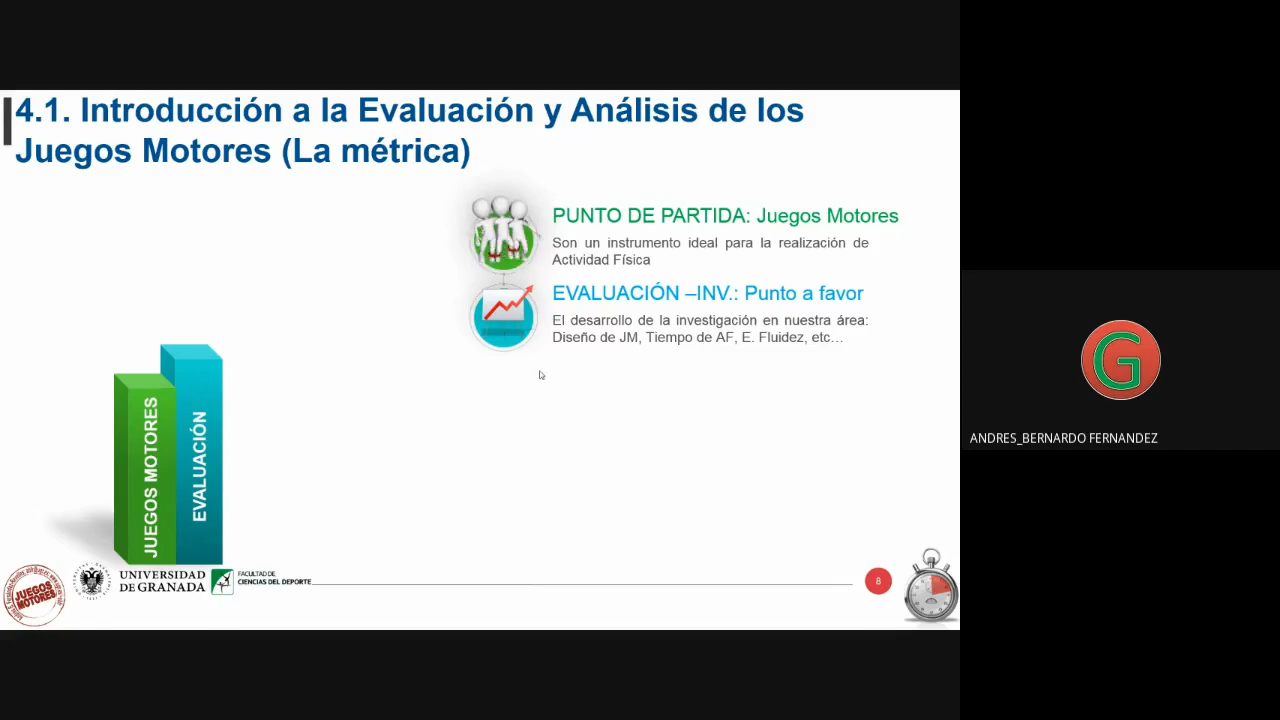 4.1. Introducción a la Evaluación y Análisis de los
Juegos Motores (La métrica)
PUNTO DE PARTIDA: Juegos Motores
Son un instrumento ideal para la realización de
Actividad Física
EVALUACIÓN –INV.: Punto a favor
El desarrollo de la investigación en nuestra área:
Diseño de JM, Tiempo de AF, E. Fluidez, etc...
JUEGOS MOTORES
EVALUACIÓN
JUEGOS
MOTORES
UNIVERSIDAD
DE GRANADA
FACULTAD DE
CIENCIAS DEL DEPORTE
8
G
ANDRES_BERNARDO FERNANDEZ